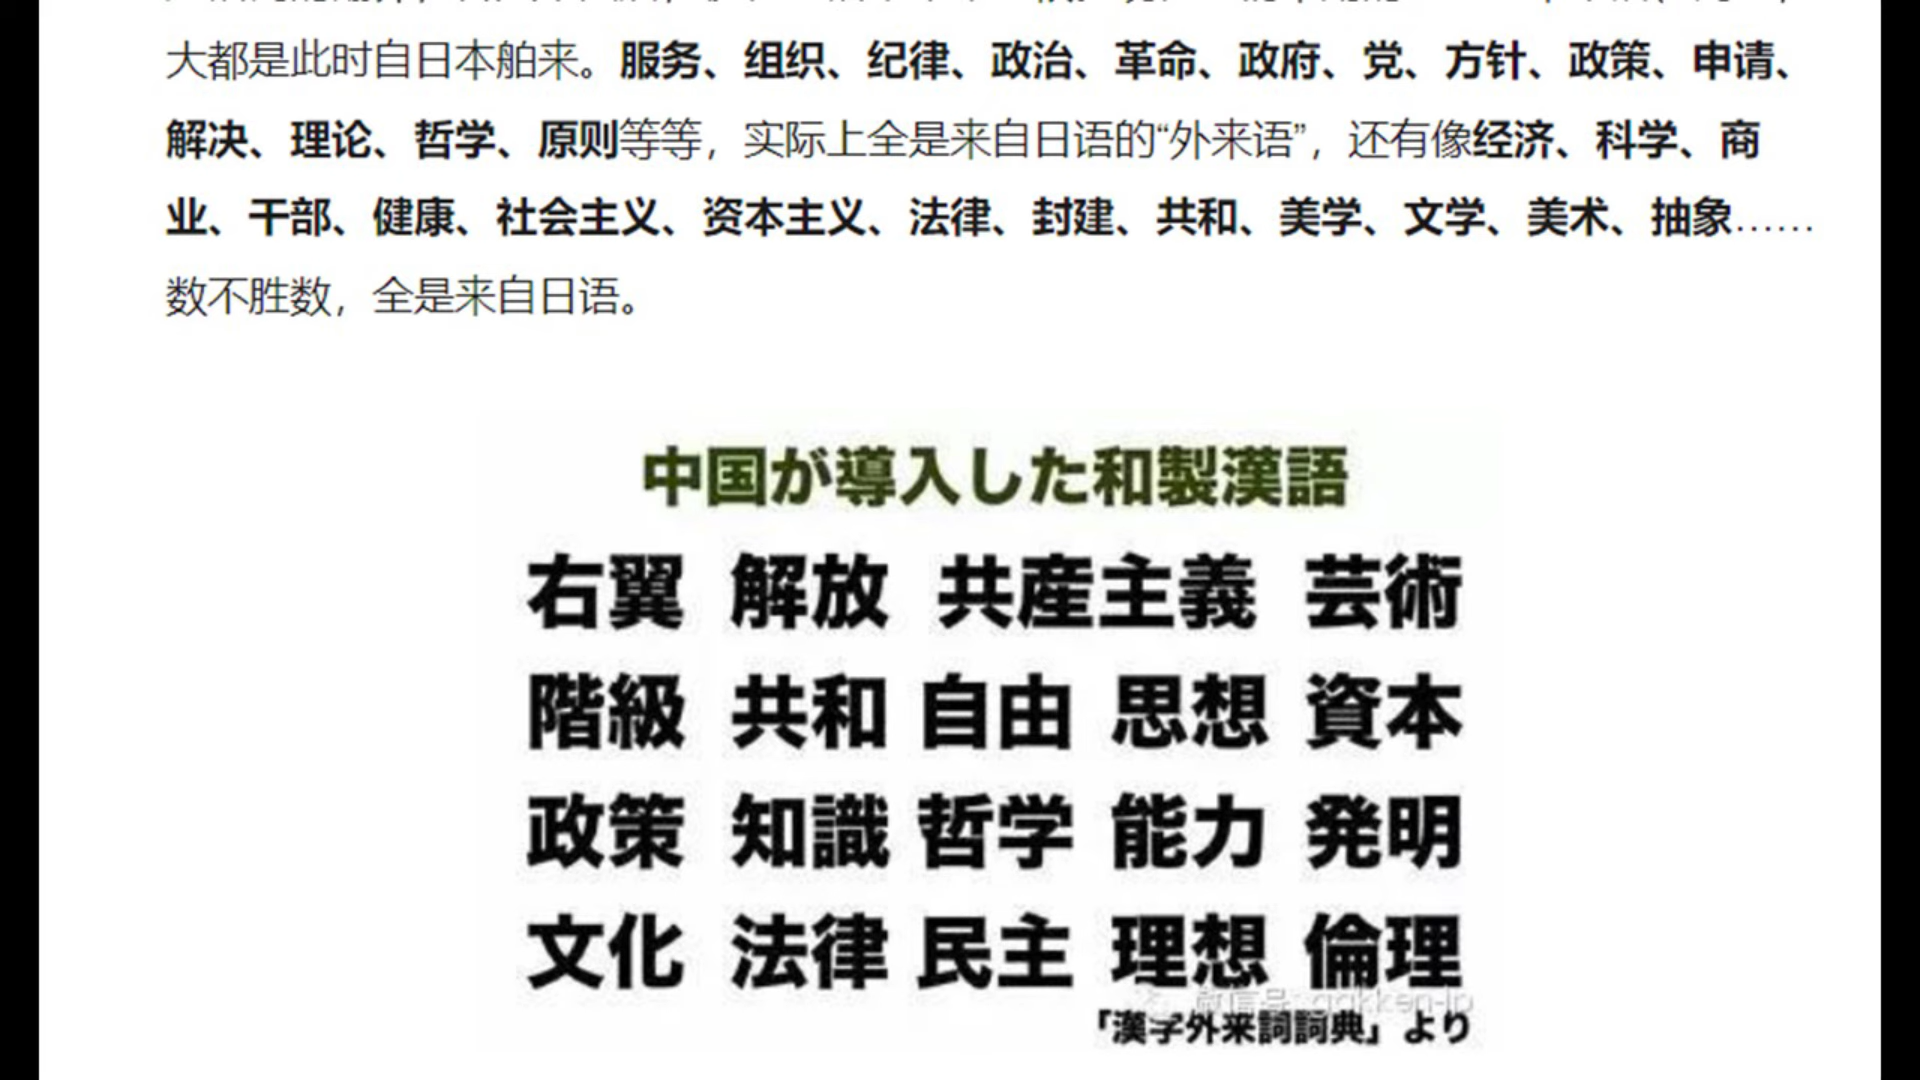 大都是此时自日本舶来。服务、组织、纪律、政治、革命、政府、党、方针、政策、申请、
解决、理论、哲学、原则等等，实际上全是来自日语的“外来语”，还有像经济、科学、商
业、干部、健康、社会主义、资本主义、法律、封建、共和、美学、文学、美术、抽象……
数不胜数，全是来自日语。
中国が導入した和製漢語
右翼 解放 共産主義 芸術
階級 共和 自由 思想 資本
政策 知識 哲学 能力 発明
文化 法律 民主 理想 倫理
微信号: gakken-jp
「漢字外来詞詞典」より